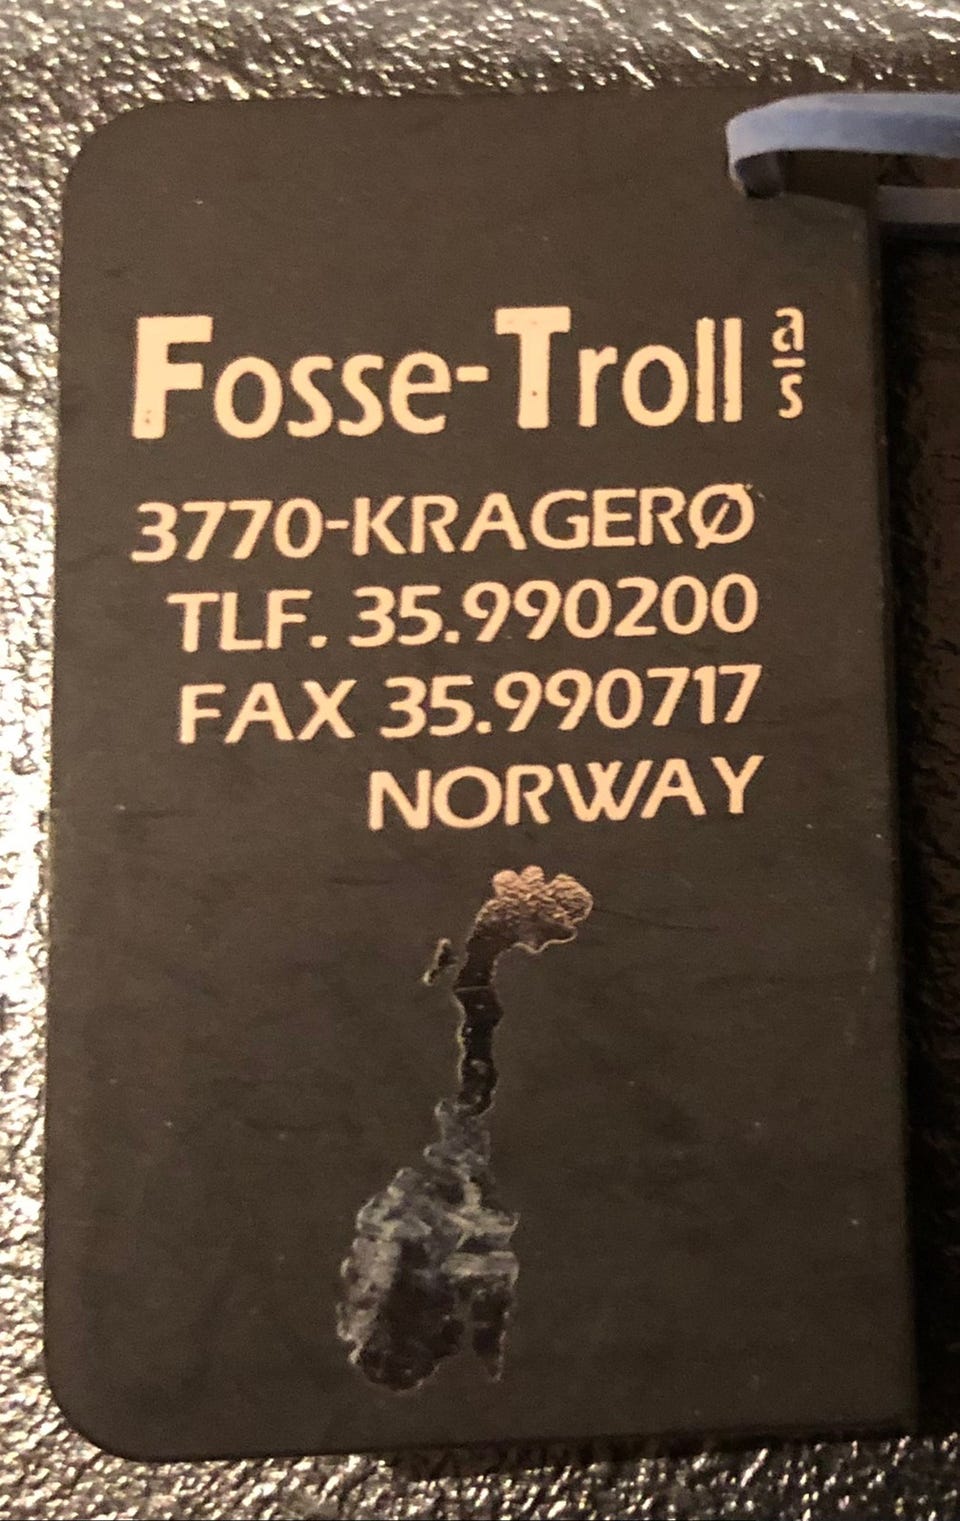 Fosse-Troll a/s
3770-KRAGERØ
TLF. 35.990200
FAX 35.990717
NORWAY